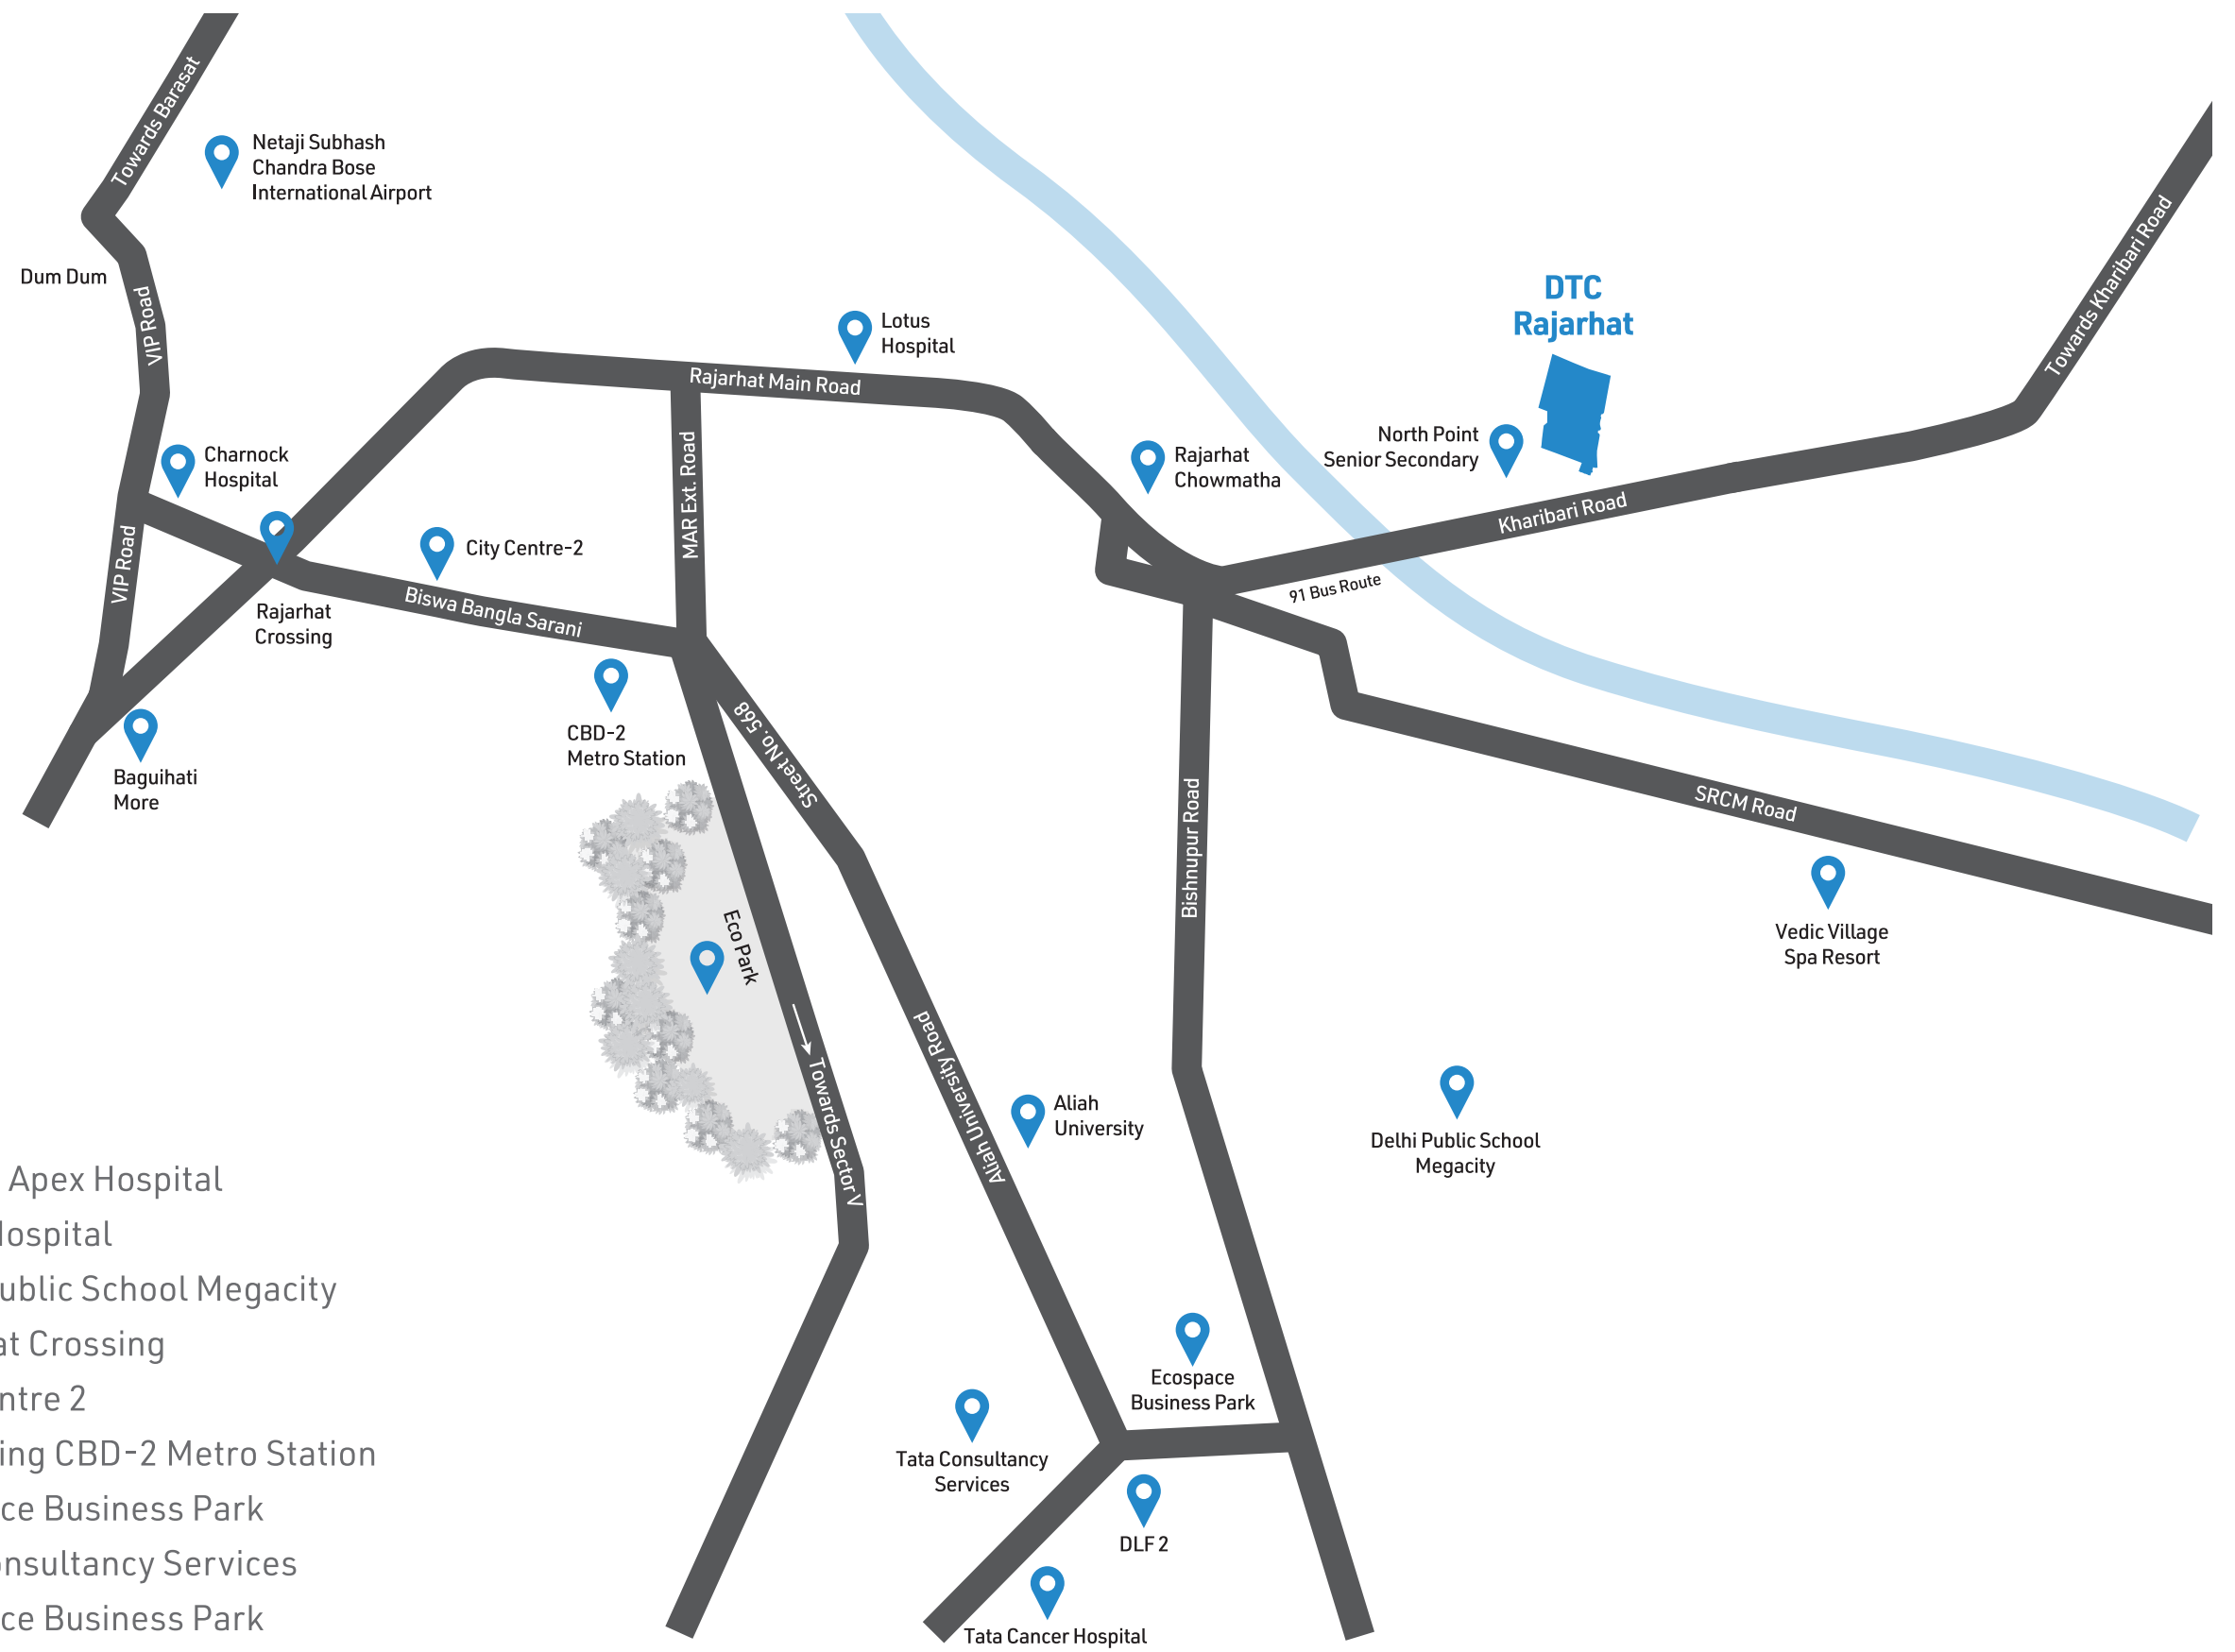 Towards Barasat
Netaji Subhash
Chandra Bose
International Airport
Dum Dum
VIP Road
Towards Kharibari Road
DTC
Rajarhat
Lotus
Hospital
Rajarhat Main Road
North Point
Senior Secondary
Rajarhat
Chowmatha
Charnock
Hospital
MAR Ext. Road
Kharibari Road
City Centre-2
VIP Road
91 Bus Route
Biswa Bangla Sarani
Rajarhat
Crossing
CBD-2
Metro Station
Street No. 568
Baguihati
More
SRCM Road
Bishnupur Road
Eco Park
Vedic Village
Spa Resort
Aliah University Road
Towards Sector V
Aliah
University
Delhi Public School
Megacity
Ecospace
Business Park
Tata Consultancy
Services
DLF 2
Tata Cancer Hospital
Apex Hospital
Hospital
ublic School Megacity
at Crossing
ntre 2
ing CBD-2 Metro Station
ce Business Park
onsultancy Services
ce Business Park